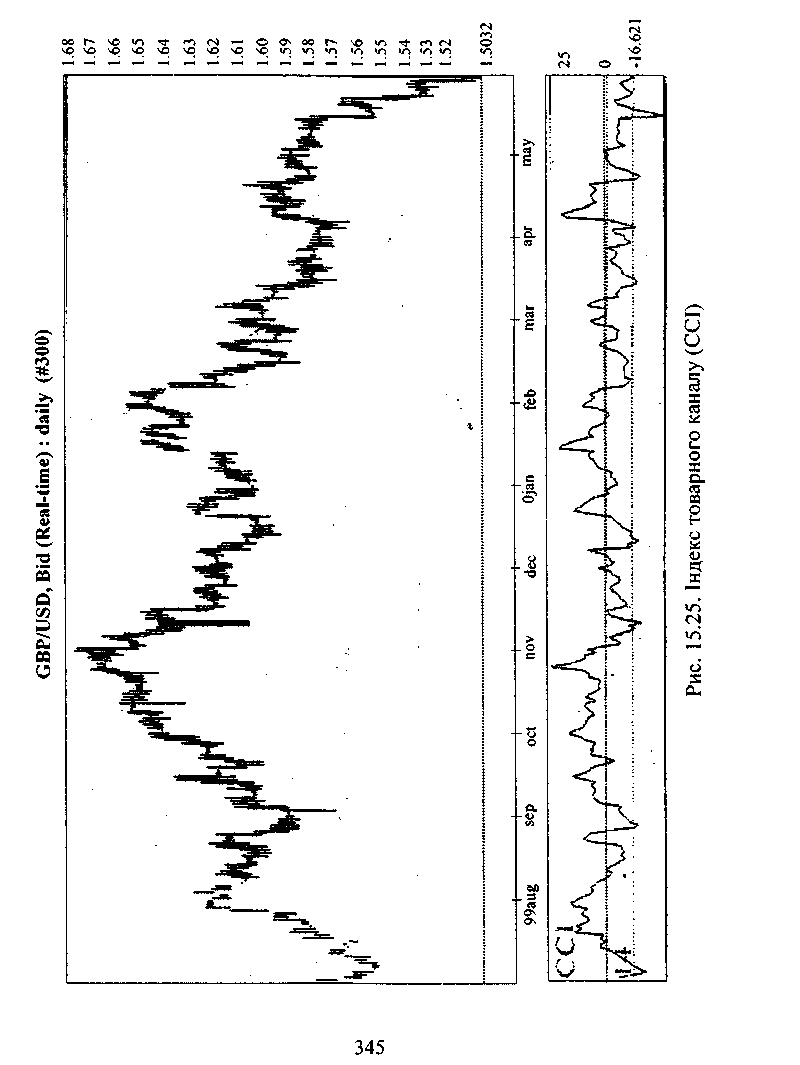 GBP/USD, Bid (Real-time) : daily (#300)
1.68
1.67
1.66
1.65
1.64
1.63
1.62
1.61
1.60
1.59
1.58
1.57
1.56
1.55
1.54
1.53
1.52
1.5032
99aug
sep
oct
nov
dec
0jan
feb
mar
apr
may
CCI
14
25
0
-16.621
Рис. 15.25. Індекс товарного каналу (CCI)
345